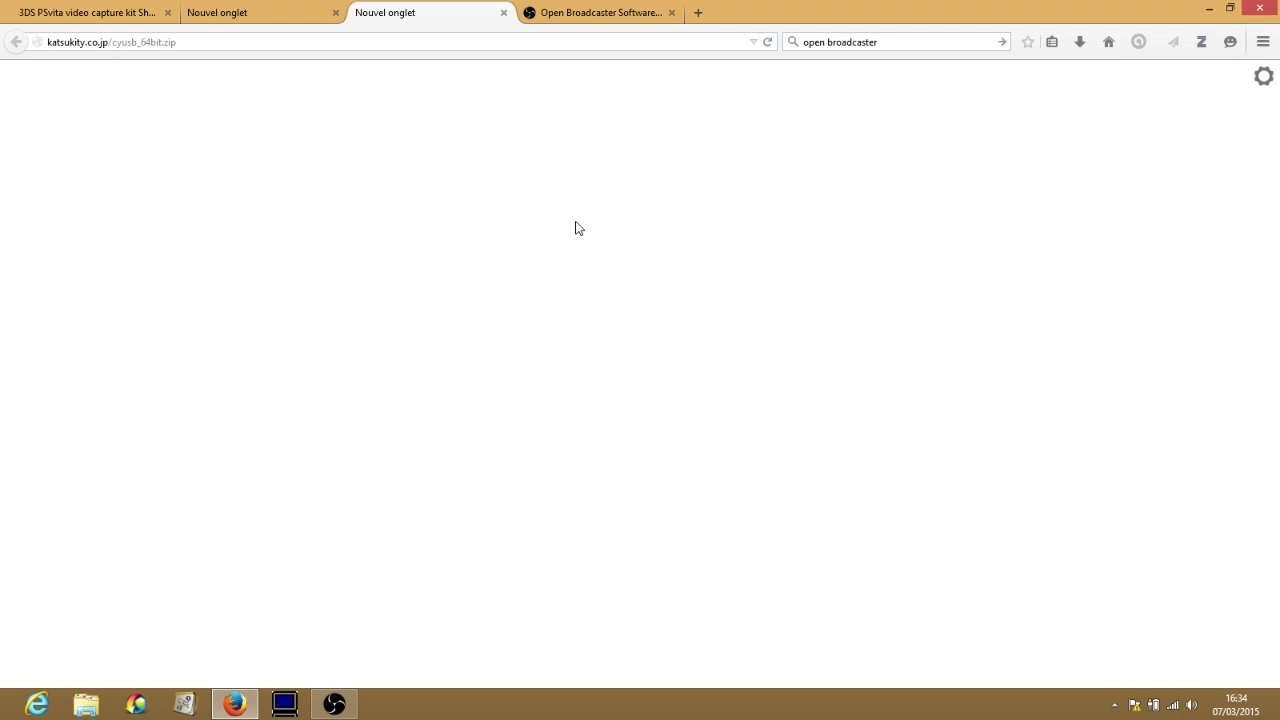 3DS PSvita video capture kit Sh...
Nouvel onglet
Nouvel onglet
Open Broadcaster Software...
katsukity.co.jp/cyusb_64bit.zip
open broadcaster
16:34
07/03/2015